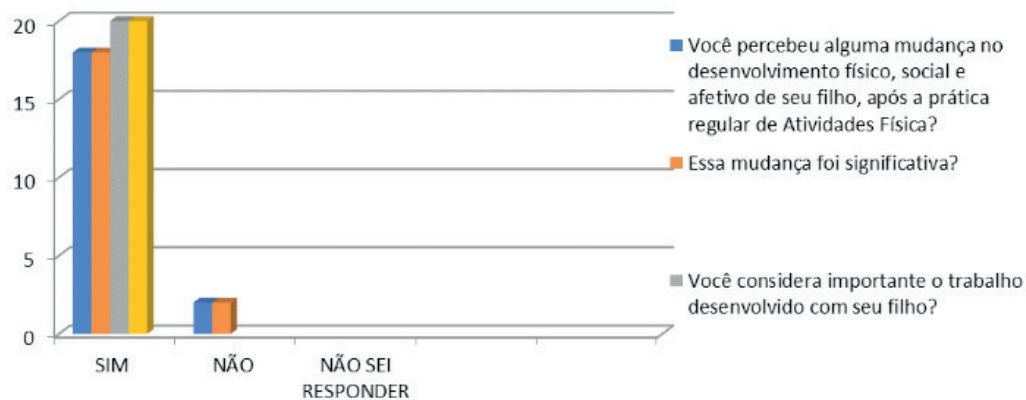 20
15
10
5
0
SIM
NÃO
NÃO SEI
RESPONDER
Você percebeu alguma mudança no
desenvolvimento físico, social e
afetivo de seu filho, após a prática
regular de Atividades Física?
Essa mudança foi significativa?
Você considera importante o trabalho
desenvolvido com seu filho?